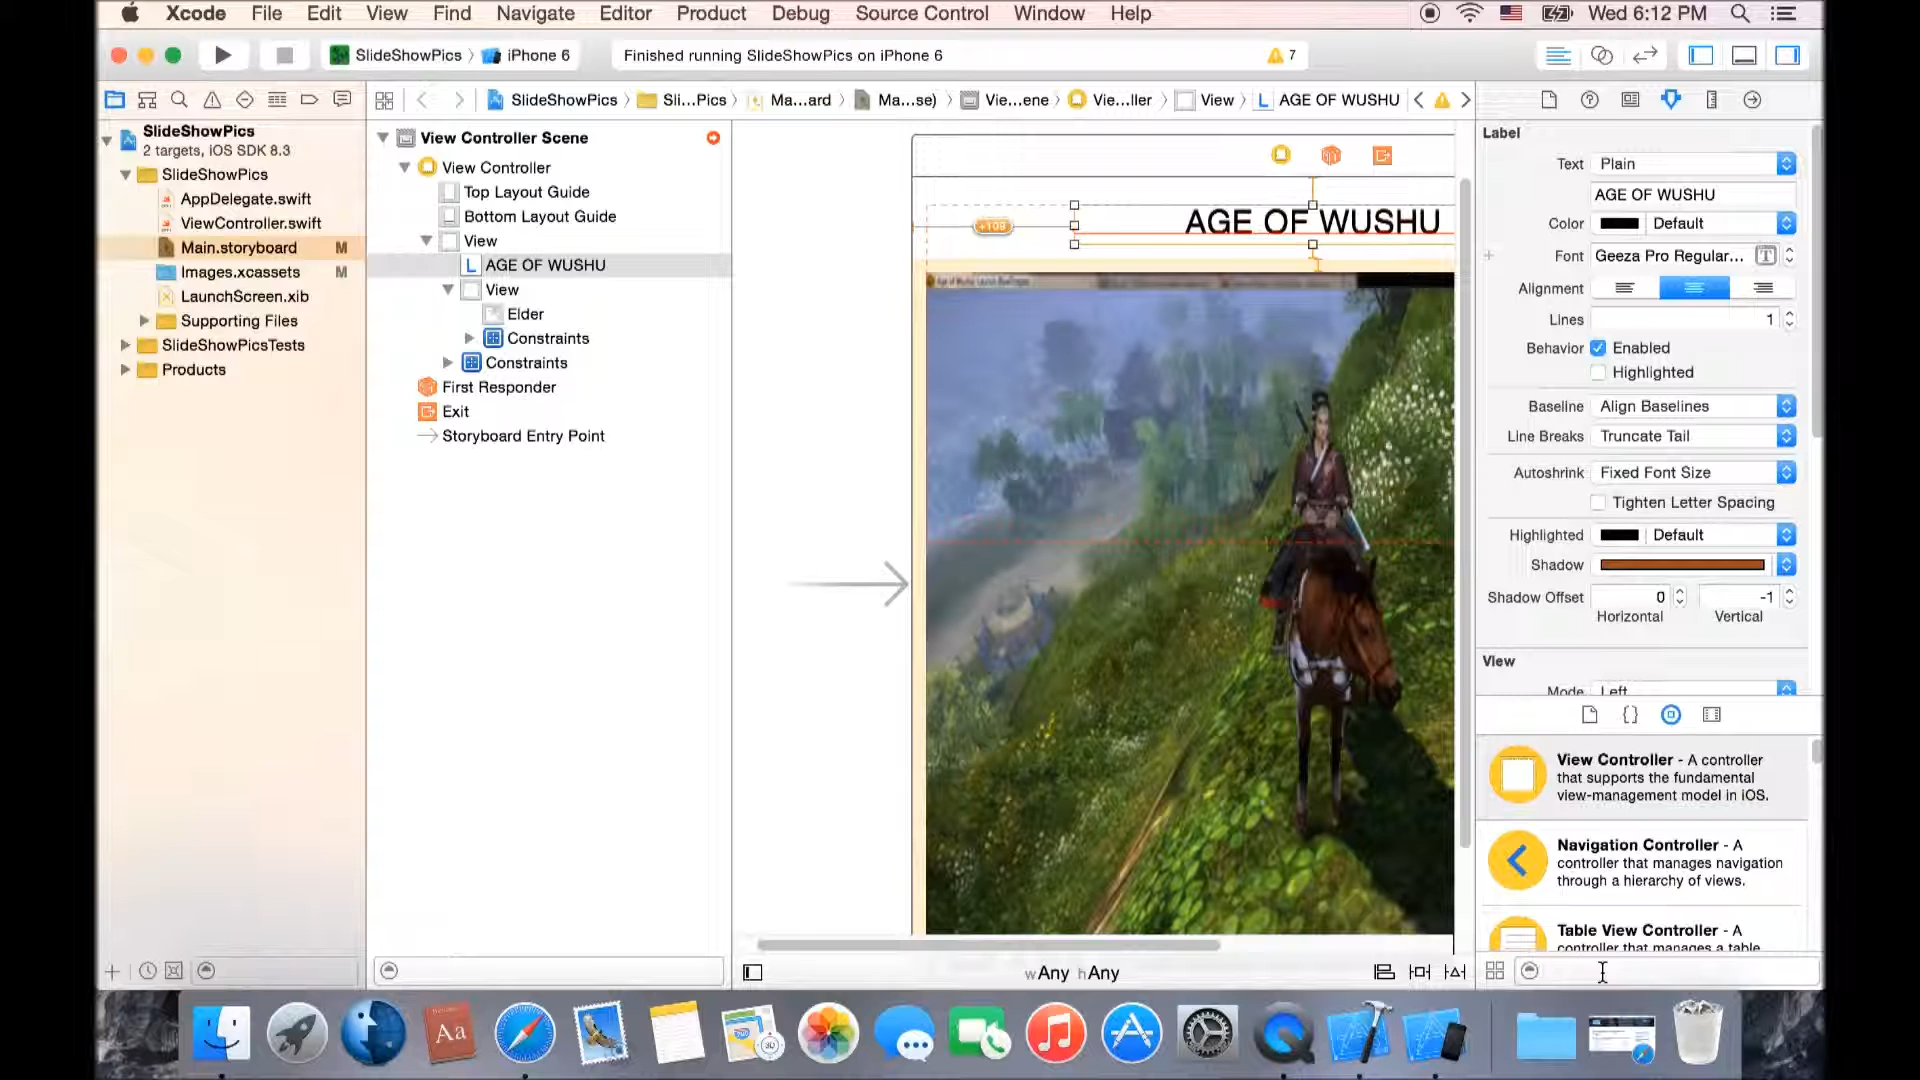 Xcode File Edit View Find Navigate Editor Product Debug Source Control Window Help Wed 6:12 PM
SlideShowPics 〉 iPhone 6
Finished running SlideShowPics on iPhone 6
7
SlideShowPics 〉 Sli...Pics 〉 Ma...ard 〉 Ma...se) 〉 Vie...ene 〉 Vie...ller 〉 View 〉 L AGE OF WUSHU
SlideShowPics
2 targets, iOS SDK 8.3
SlideShowPics
AppDelegate.swift
ViewController.swift
Main.storyboard M
Images.xcassets M
LaunchScreen.xib
Supporting Files
SlideShowPicsTests
Products
View Controller Scene
View Controller
Top Layout Guide
Bottom Layout Guide
View
L AGE OF WUSHU
View
Elder
Constraints
Constraints
First Responder
Exit
Storyboard Entry Point
+109
AGE OF WUSHU
wAny hAny
Label
Text Plain
AGE OF WUSHU
Color Default
Font Geeza Pro Regular... T
Alignment
Lines 1
Behavior Enabled
Highlighted
Baseline Align Baselines
Line Breaks Truncate Tail
Autoshrink Fixed Font Size
Tighten Letter Spacing
Highlighted Default
Shadow
Shadow Offset 0 -1
Horizontal Vertical
View
Mode Left
View Controller - A controller
that supports the fundamental
view-management model in iOS.
Navigation Controller - A
controller that manages navigation
through a hierarchy of views.
Table View Controller - A
controller that manages a table
Aa